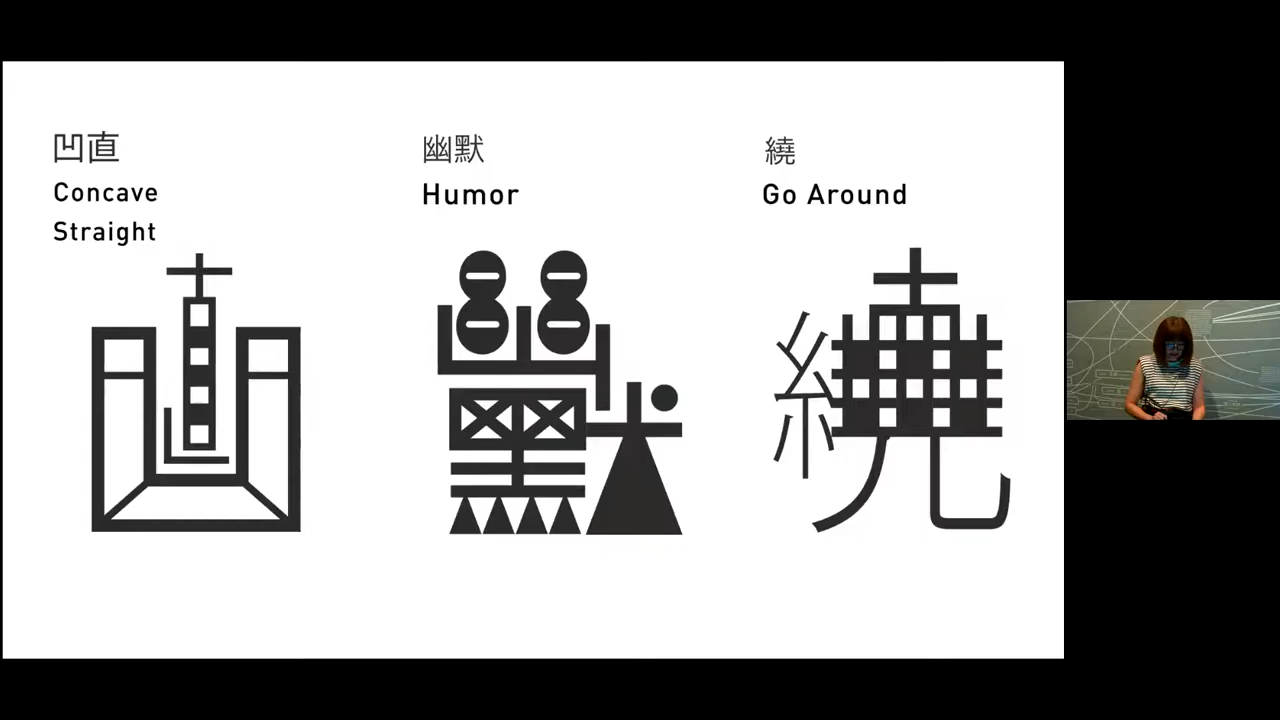 凹直
Concave
Straight
幽默
Humor
繞
Go Around